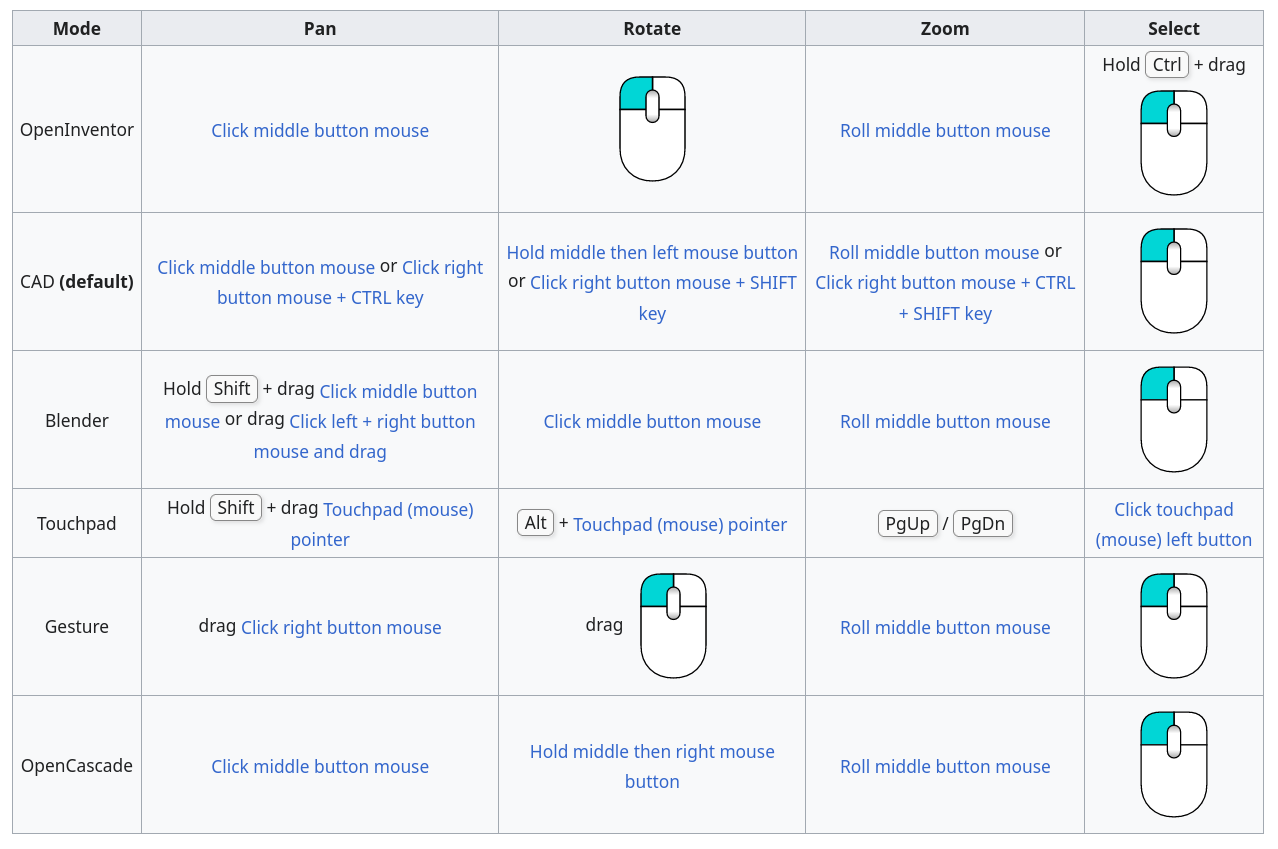 Mode Pan Rotate Zoom Select
OpenInventor
Click middle button mouse
Roll middle button mouse
Hold Ctrl + drag
CAD (default)
Click middle button mouse or Click right
button mouse + CTRL key
Hold middle then left mouse button
or Click right button mouse + SHIFT
key
Roll middle button mouse or
Click right button mouse + CTRL
+ SHIFT key
Blender
Hold Shift + drag Click middle button
mouse or drag Click left + right button
mouse and drag
Click middle button mouse
Roll middle button mouse
Touchpad
Hold Shift + drag Touchpad (mouse)
pointer
Alt + Touchpad (mouse) pointer
PgUp / PgDn
Click touchpad
(mouse) left button
Gesture
drag Click right button mouse
drag
Roll middle button mouse
OpenCascade
Click middle button mouse
Hold middle then right mouse
button
Roll middle button mouse